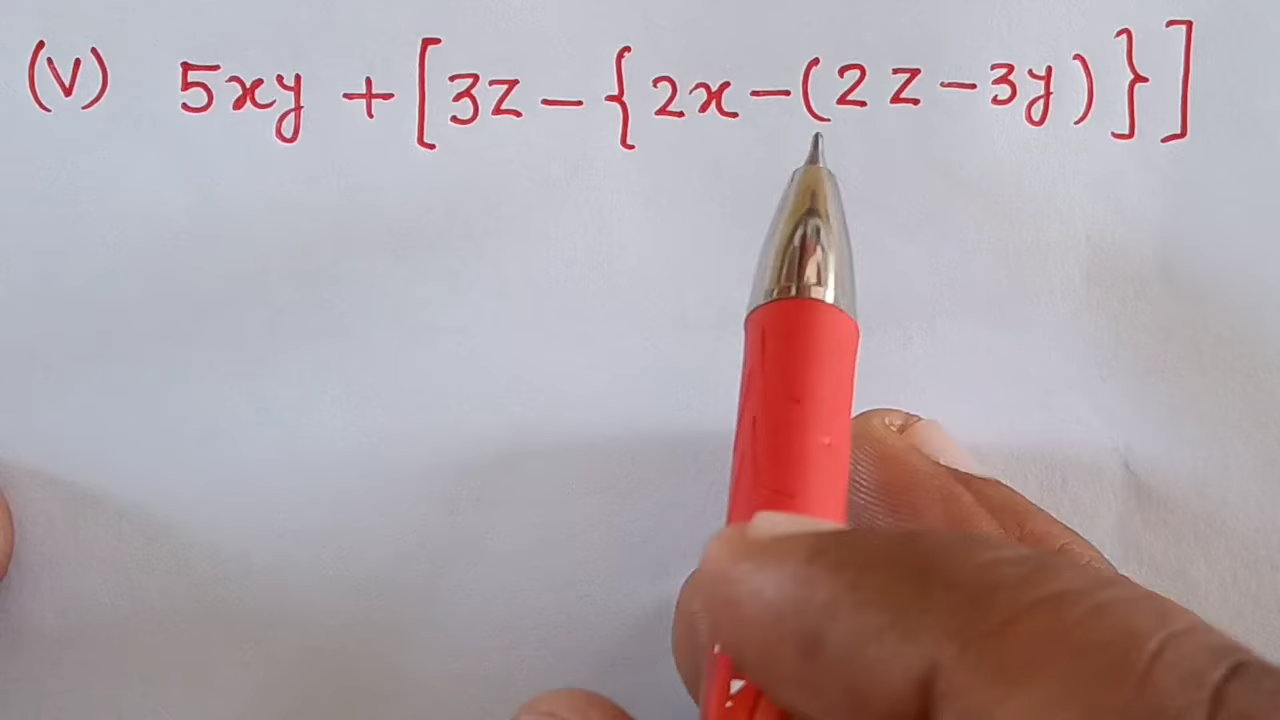 (V) 5xy + [3z - {2x - (2z - 3y)}]